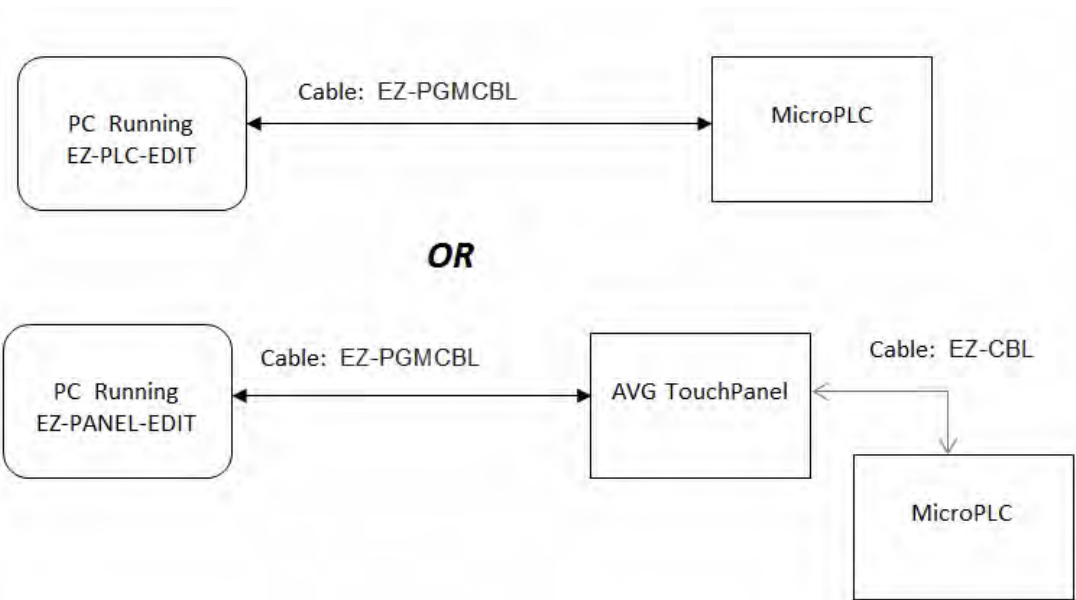 Cable: EZ-PGMCBL
PC Running
EZ-PLC-EDIT
MicroPLC
OR
Cable: EZ-PGMCBL
Cable: EZ-CBL
PC Running
EZ-PANEL-EDIT
AVG TouchPanel
MicroPLC